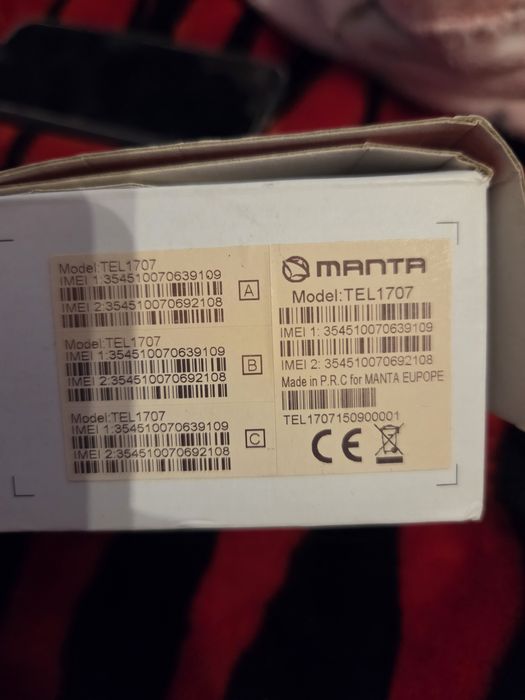 Model:TEL1707
IMEI 1:354510070639109
IMEI 2:354510070692108
A
Model:TEL1707
IMEI 1:354510070639109
IMEI 2:354510070692108
B
Model:TEL1707
IMEI 1:354510070639109
IMEI 2:354510070692108
C
MANTA
Model:TEL1707
IMEI 1: 354510070639109
IMEI 2: 354510070692108
Made in P.R.C for MANTA EUPOPE
TEL1707150900001
CE